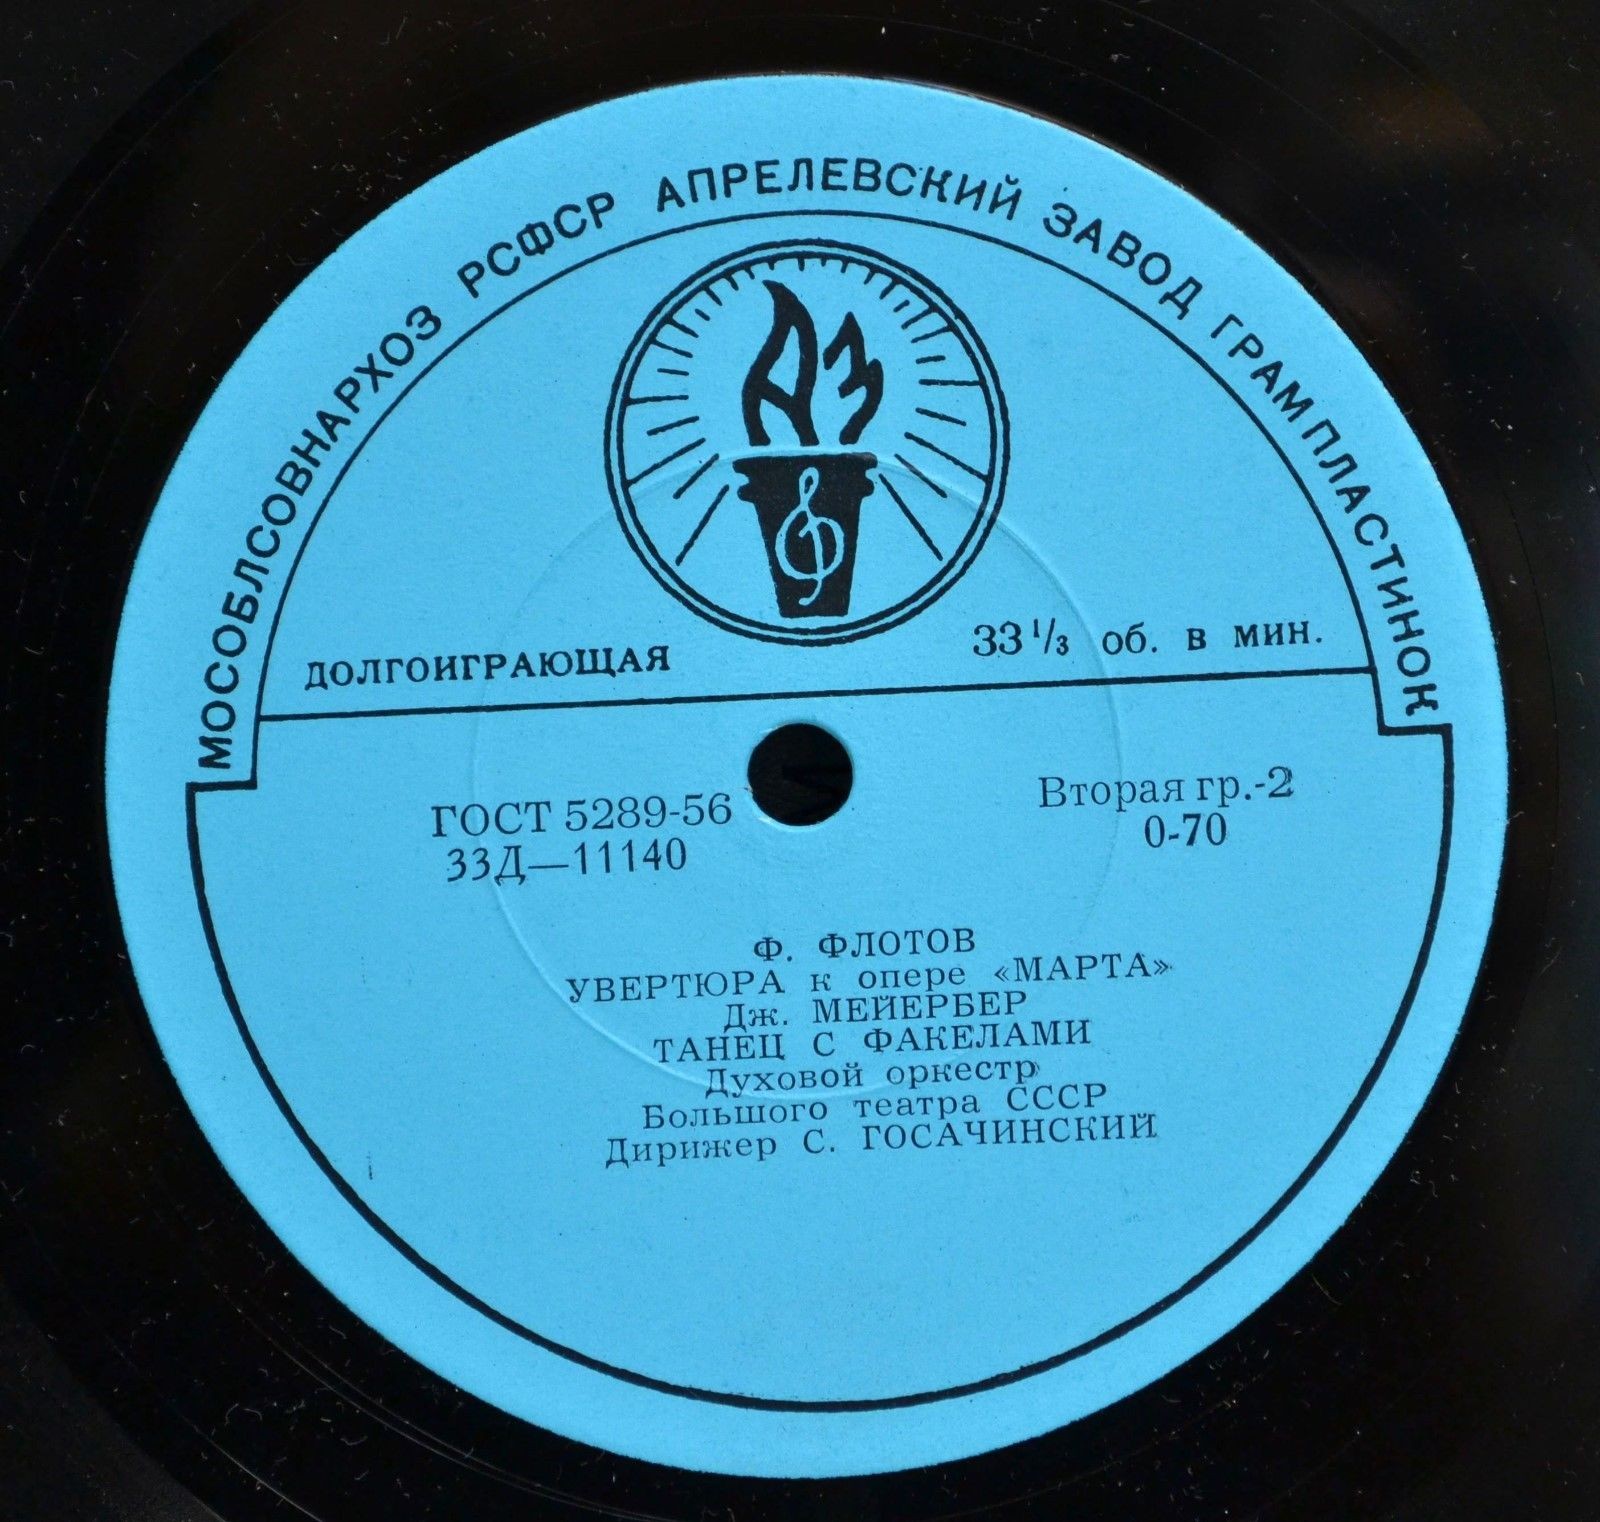 МОСОБЛСОВНАРХОЗ РСФСР АПРЕЛЕВСКИЙ ЗАВОД ГРАМПЛАСТИНОК
АЗ
ДОЛГОИГРАЮЩАЯ
33 1/3 об. в мин.
ГОСТ 5289-56
33Д—11140
Вторая гр.-2
0-70
Ф. ФЛОТОВ
УВЕРТЮРА к опере «МАРТА»
Дж. МЕЙЕРБЕР
ТАНЕЦ С ФАКЕЛАМИ
Духовой оркестр
Большого театра СССР
Дирижер С. ГОСАЧИНСКИЙ